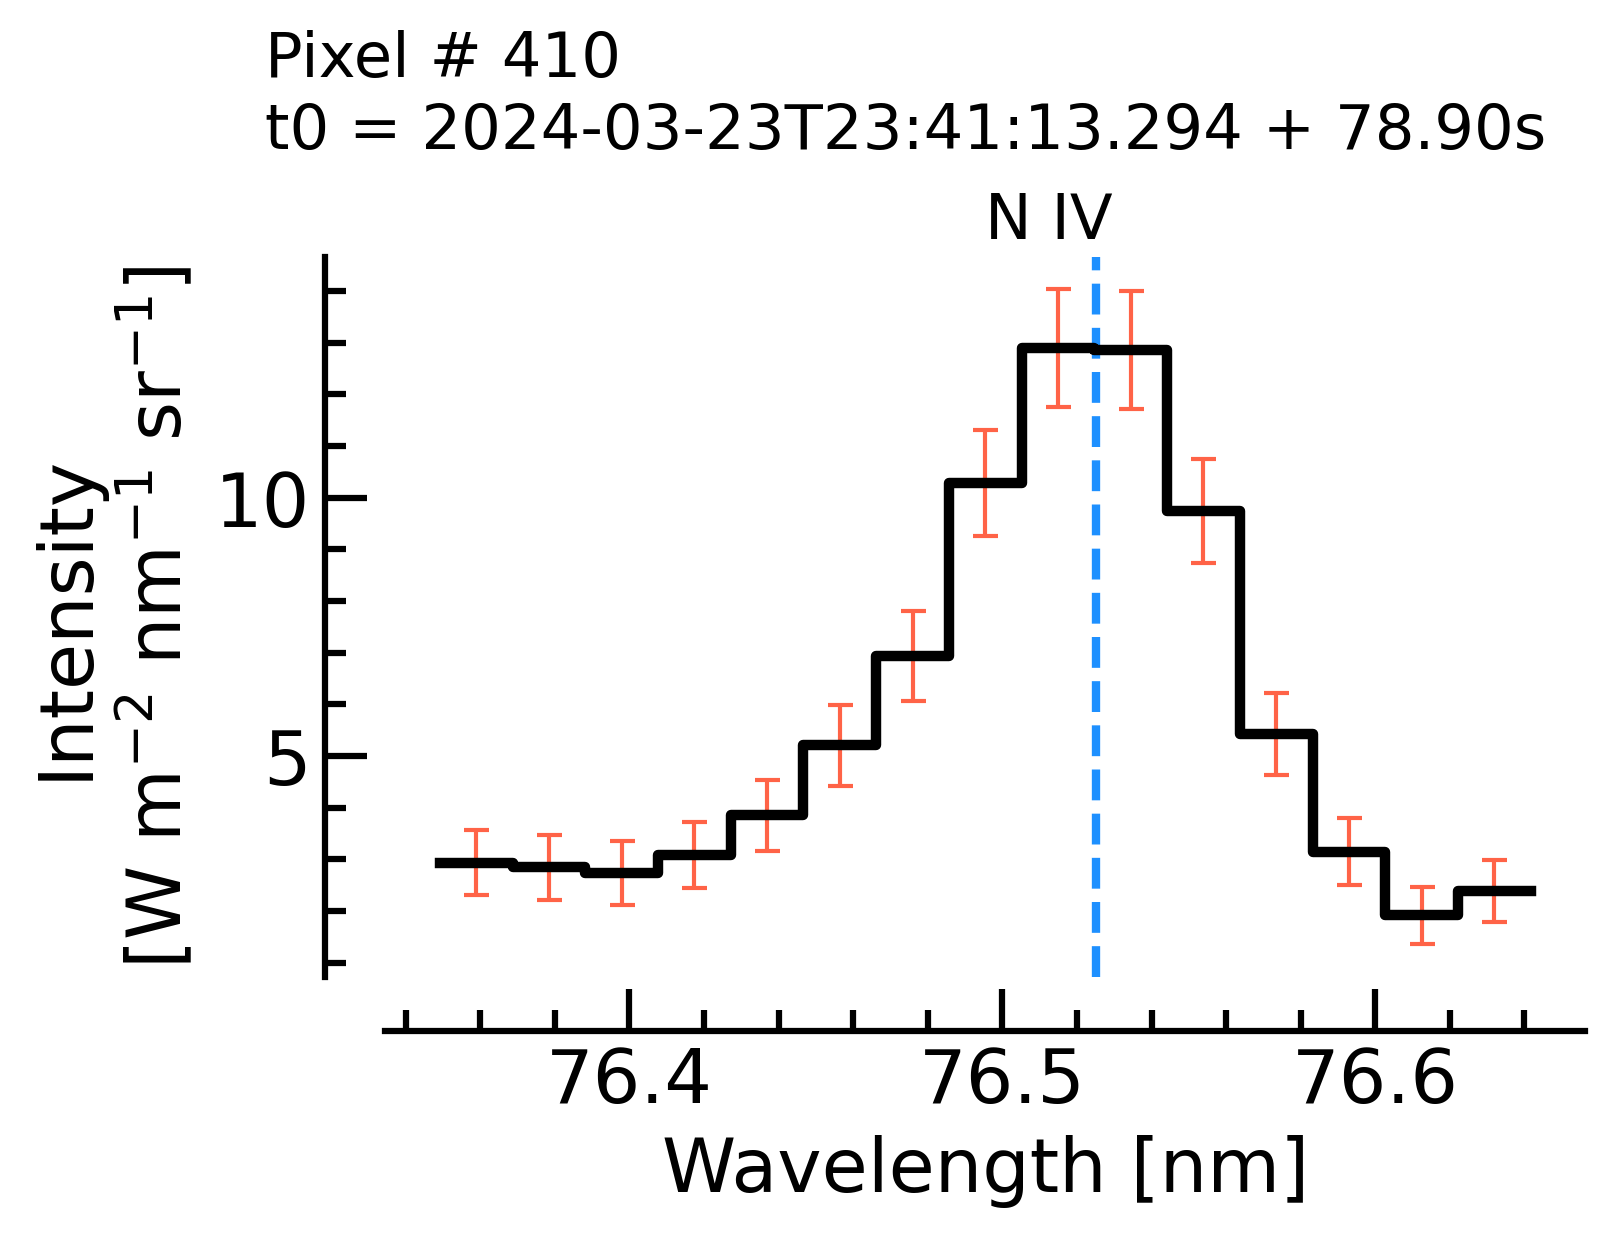 Pixel # 410
t0 = 2024-03-23T23:41:13.294 + 78.90s
N IV
Intensity
[W m⁻² nm⁻¹ sr⁻¹]
10
5
76.4 76.5 76.6
Wavelength [nm]